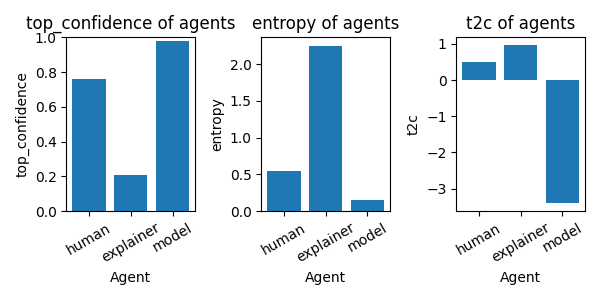 top_confidence of agents
top_confidence
1.0
0.8
0.6
0.4
0.2
0.0
human
explainer
model
Agent
entropy of agents
entropy
2.0
1.5
1.0
0.5
0.0
human
explainer
model
Agent
t2c of agents
t2c
1
0
−1
−2
−3
human
explainer
model
Agent